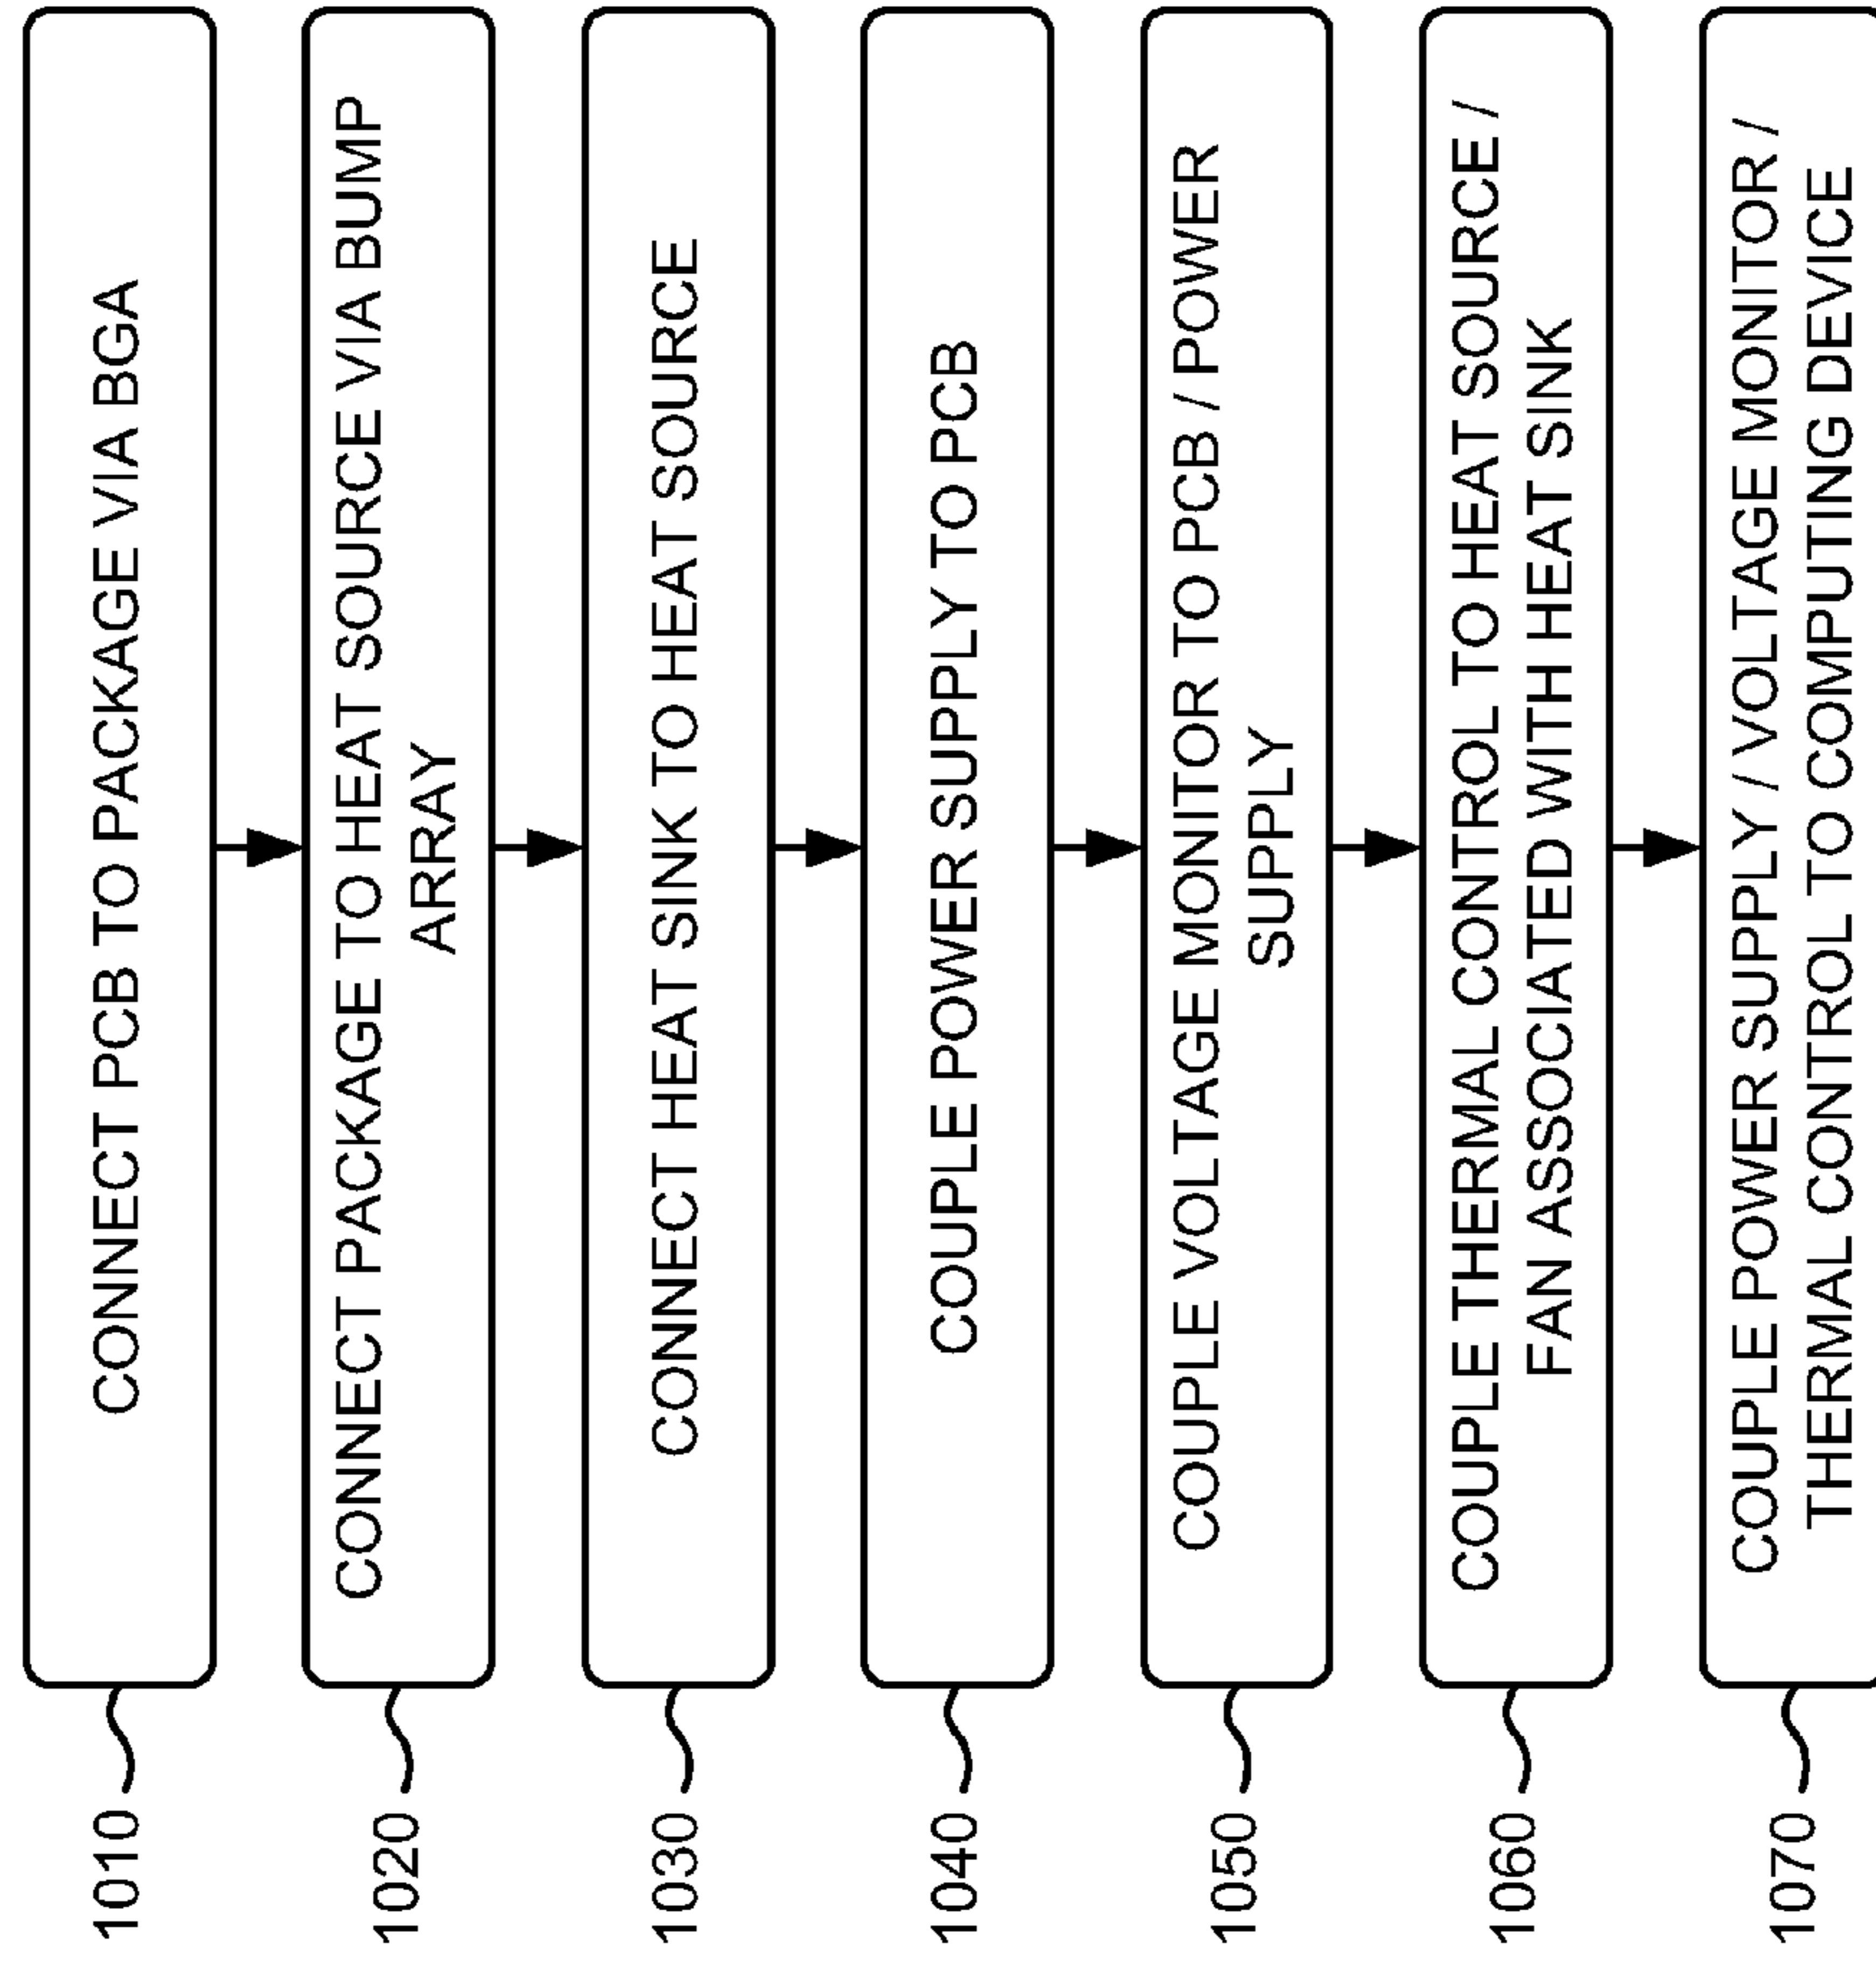 1010
CONNECT PCB TO PACKAGE VIA BGA
1020
CONNECT PACKAGE TO HEAT SOURCE VIA BUMP
ARRAY
1030
CONNECT HEAT SINK TO HEAT SOURCE
1040
COUPLE POWER SUPPLY TO PCB
1050
COUPLE VOLTAGE MONITOR TO PCB / POWER
SUPPLY
1060
COUPLE THERMAL CONTROL TO HEAT SOURCE /
FAN ASSOCIATED WITH HEAT SINK
1070
COUPLE POWER SUPPLY / VOLTAGE MONITOR /
THERMAL CONTROL TO COMPUTING DEVICE